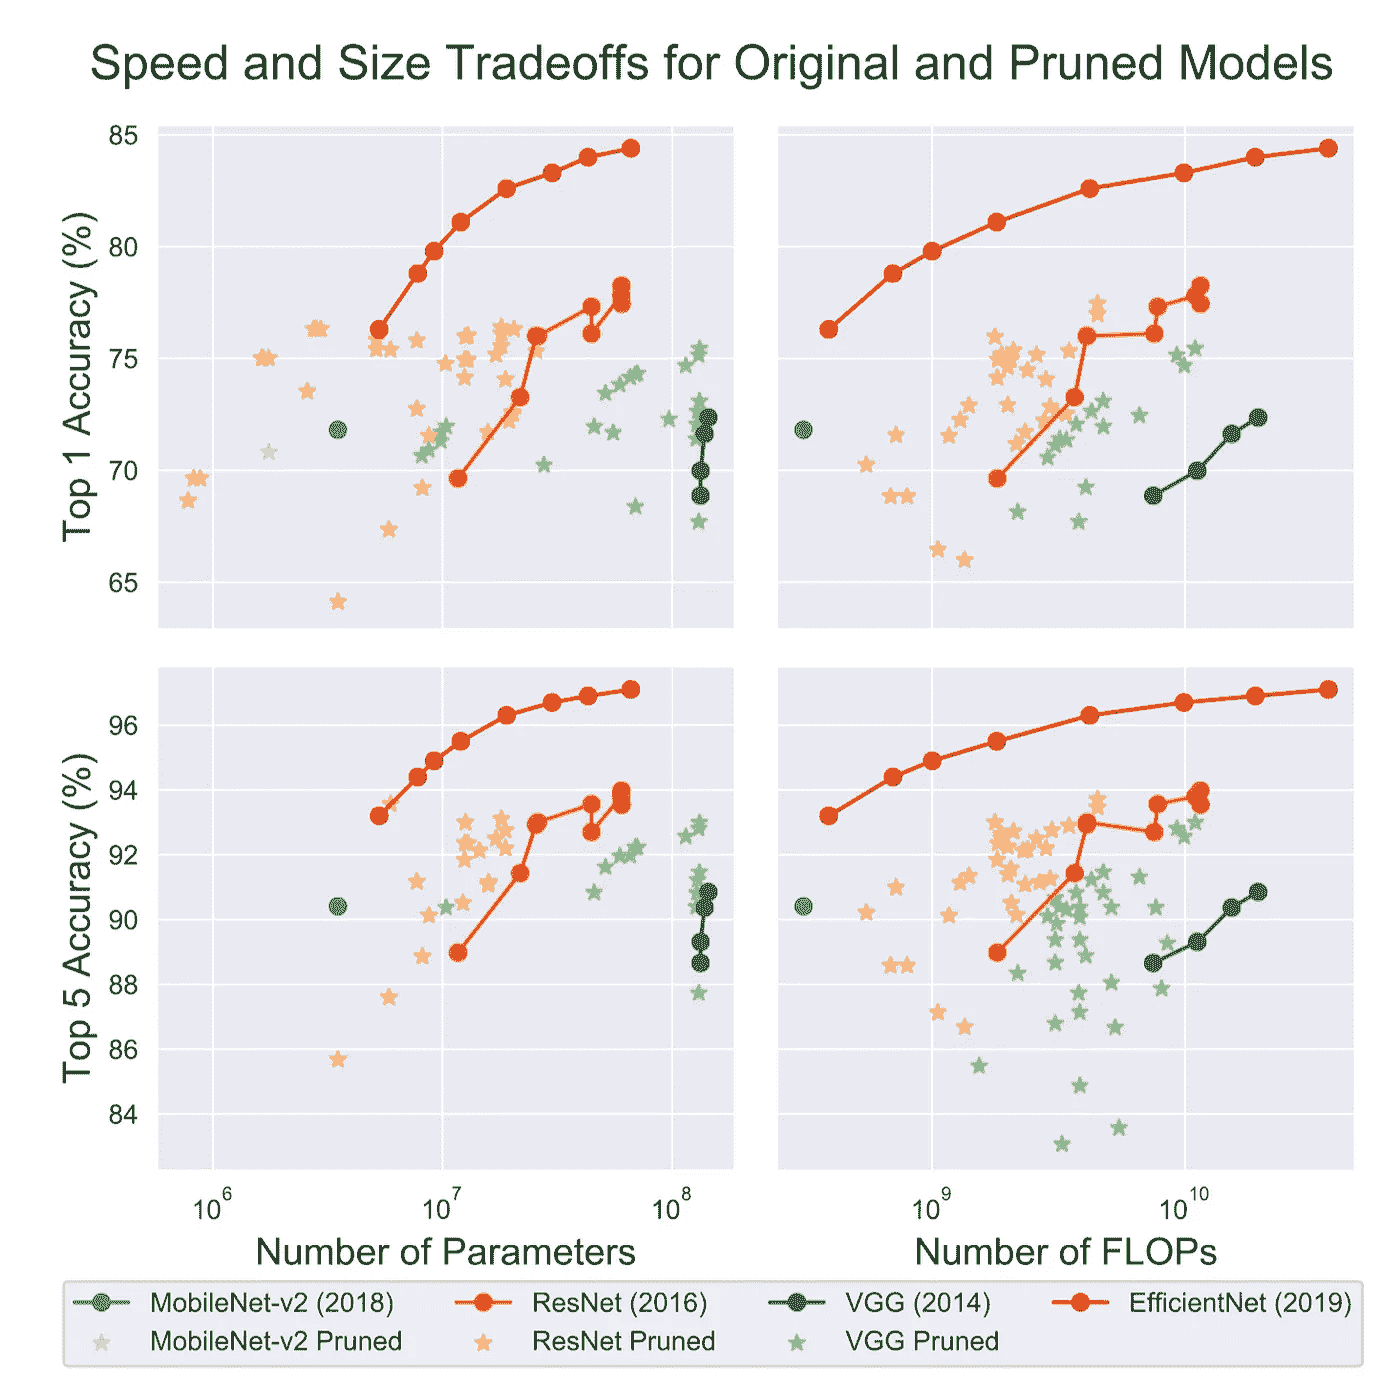 Speed and Size Tradeoffs for Original and Pruned Models
Top 1 Accuracy (%)
85
80
75
70
65
Top 5 Accuracy (%)
96
94
92
90
88
86
84
10^6 10^7 10^8
10^9 10^10
Number of Parameters
Number of FLOPs
MobileNet-v2 (2018) ResNet (2016) VGG (2014) EfficientNet (2019)
MobileNet-v2 Pruned ResNet Pruned VGG Pruned